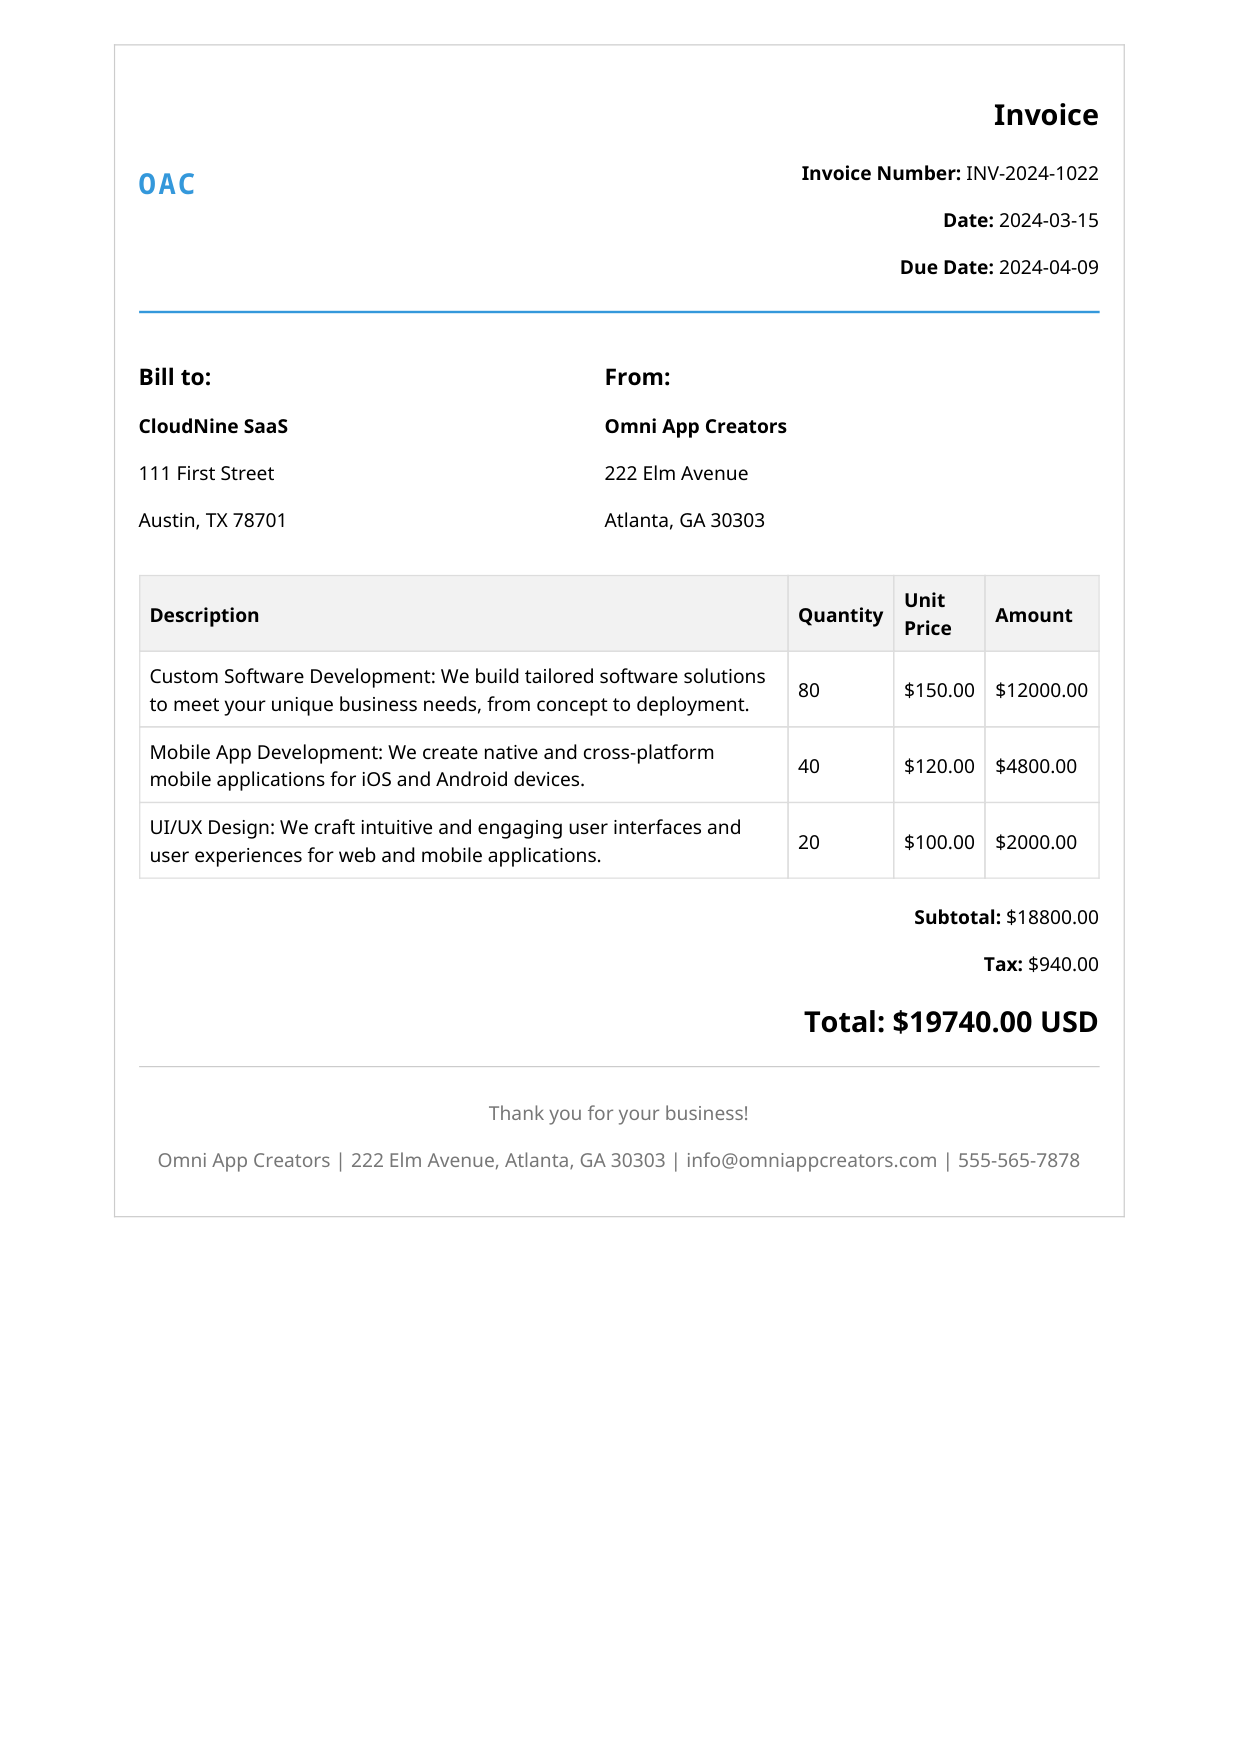 Invoice
OAC
Invoice Number: INV-2024-1022
Date: 2024-03-15
Due Date: 2024-04-09
Bill to:
CloudNine SaaS
111 First Street
Austin, TX 78701
From:
Omni App Creators
222 Elm Avenue
Atlanta, GA 30303
Description Quantity Unit Price Amount
Custom Software Development: We build tailored software solutions
to meet your unique business needs, from concept to deployment.
80 $150.00 $12000.00
Mobile App Development: We create native and cross-platform
mobile applications for iOS and Android devices.
40 $120.00 $4800.00
UI/UX Design: We craft intuitive and engaging user interfaces and
user experiences for web and mobile applications.
20 $100.00 $2000.00
Subtotal: $18800.00
Tax: $940.00
Total: $19740.00 USD
Thank you for your business!
Omni App Creators | 222 Elm Avenue, Atlanta, GA 30303 | info@omniappcreators.com | 555-565-7878